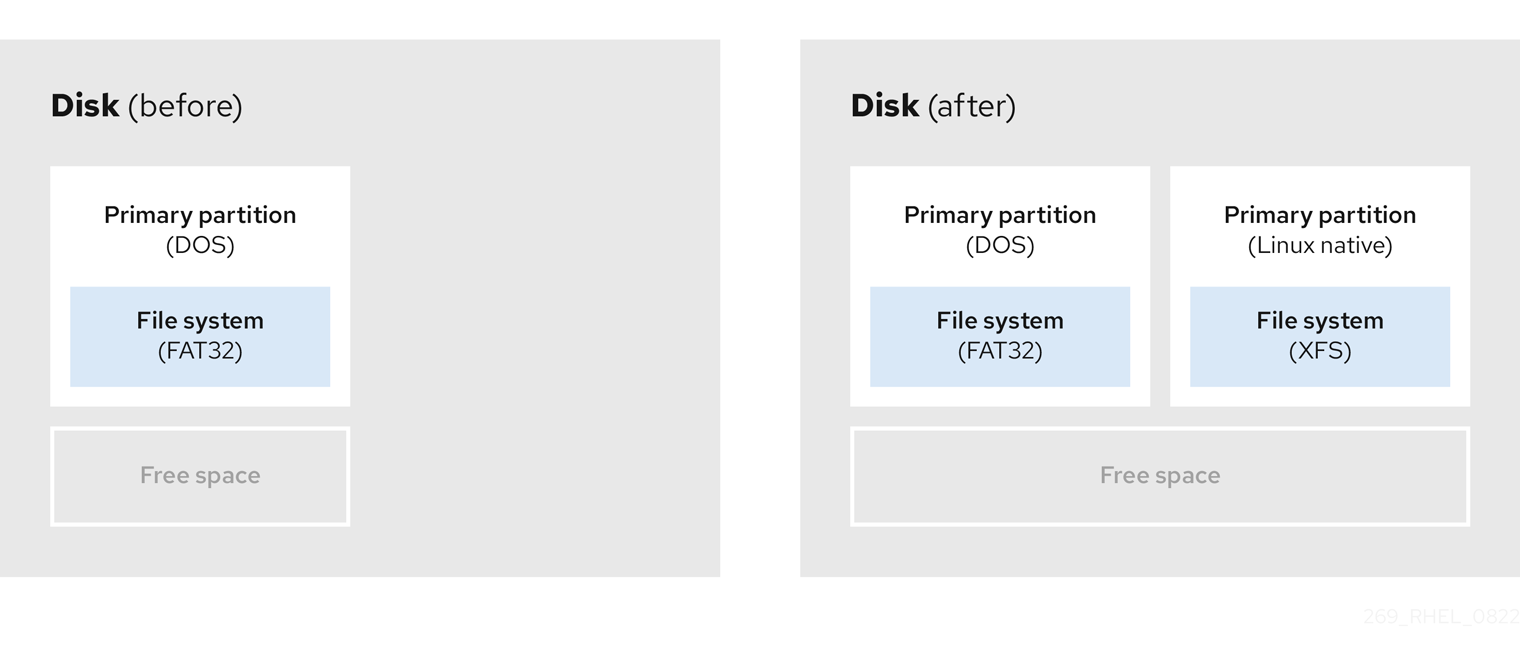 Disk (before)
Primary partition
(DOS)
File system
(FAT32)
Free space
Disk (after)
Primary partition
(DOS)
File system
(FAT32)
Primary partition
(Linux native)
File system
(XFS)
Free space
269_RHEL_0822